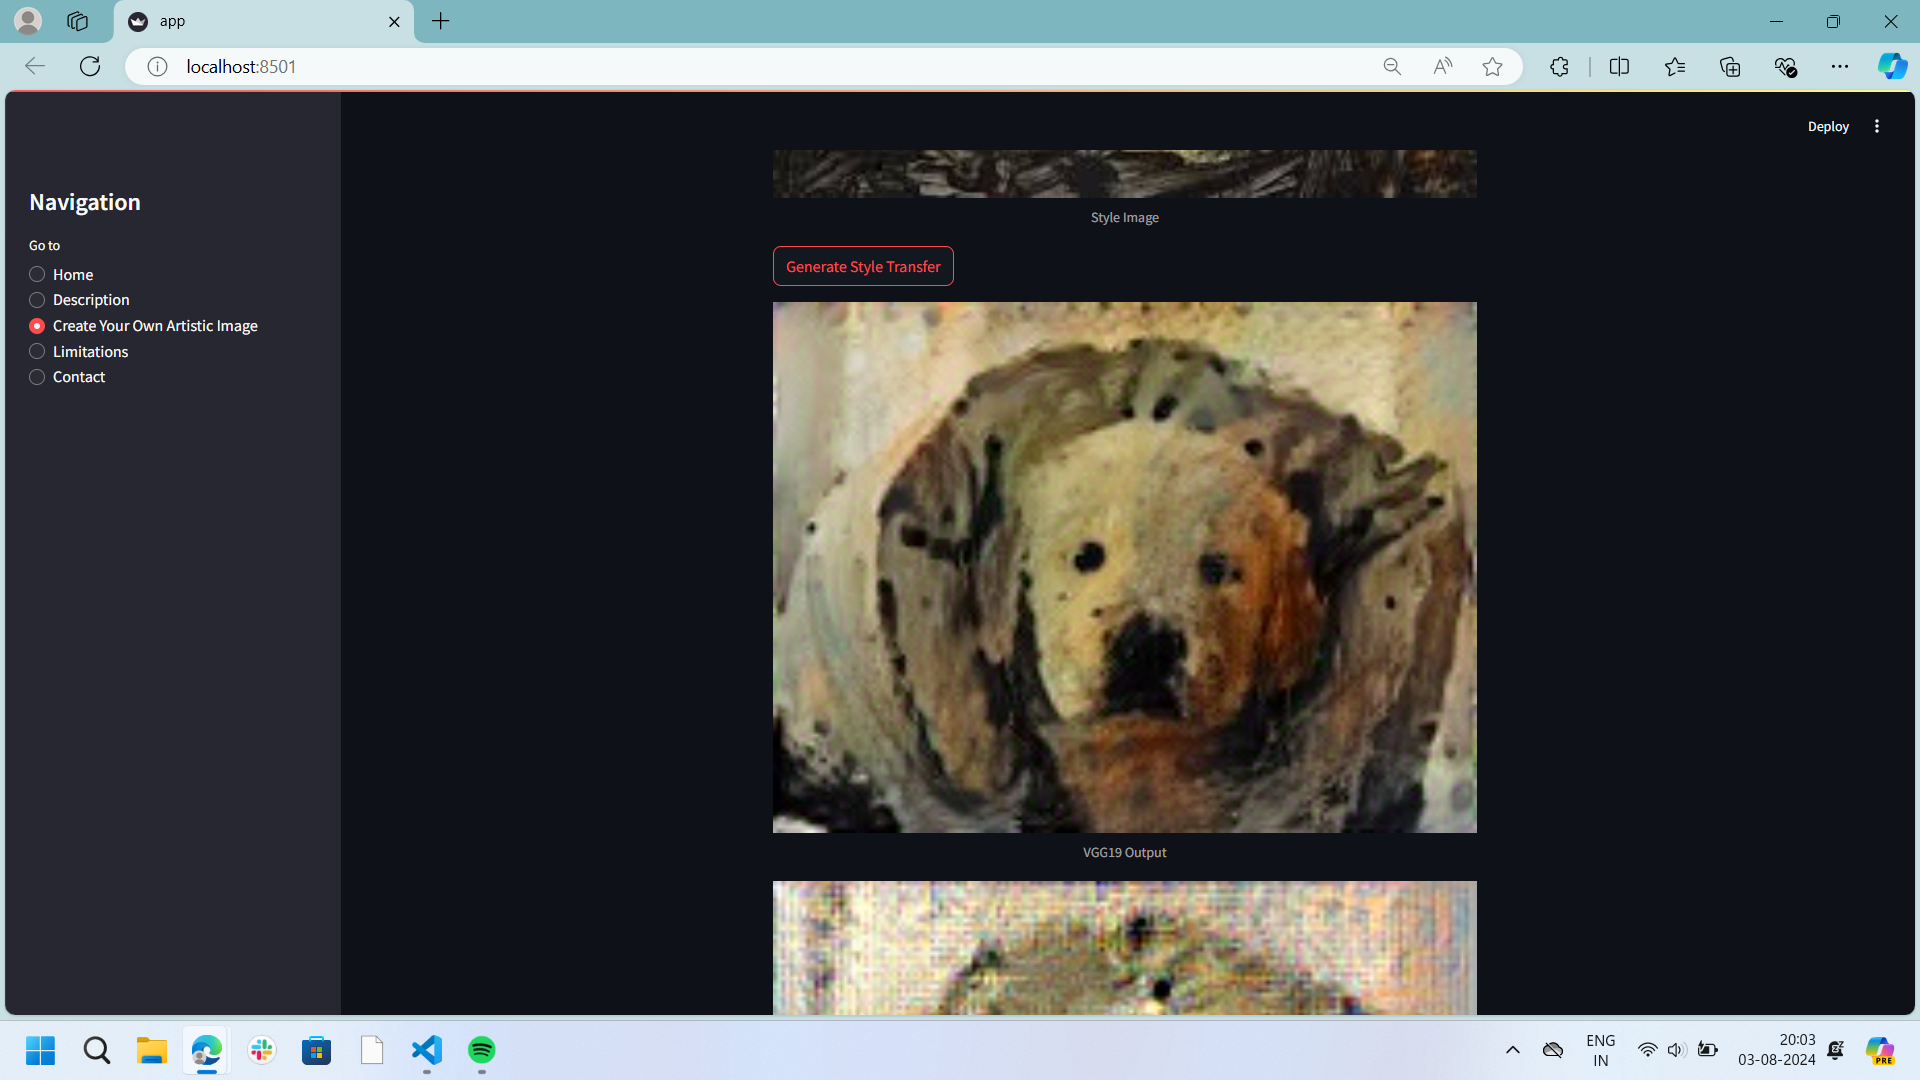 app
localhost:8501
Deploy
Navigation
Go to
Home
Description
Create Your Own Artistic Image
Limitations
Contact
Style Image
Generate Style Transfer
VGG19 Output
ENG
IN
20:03
03-08-2024
PRE